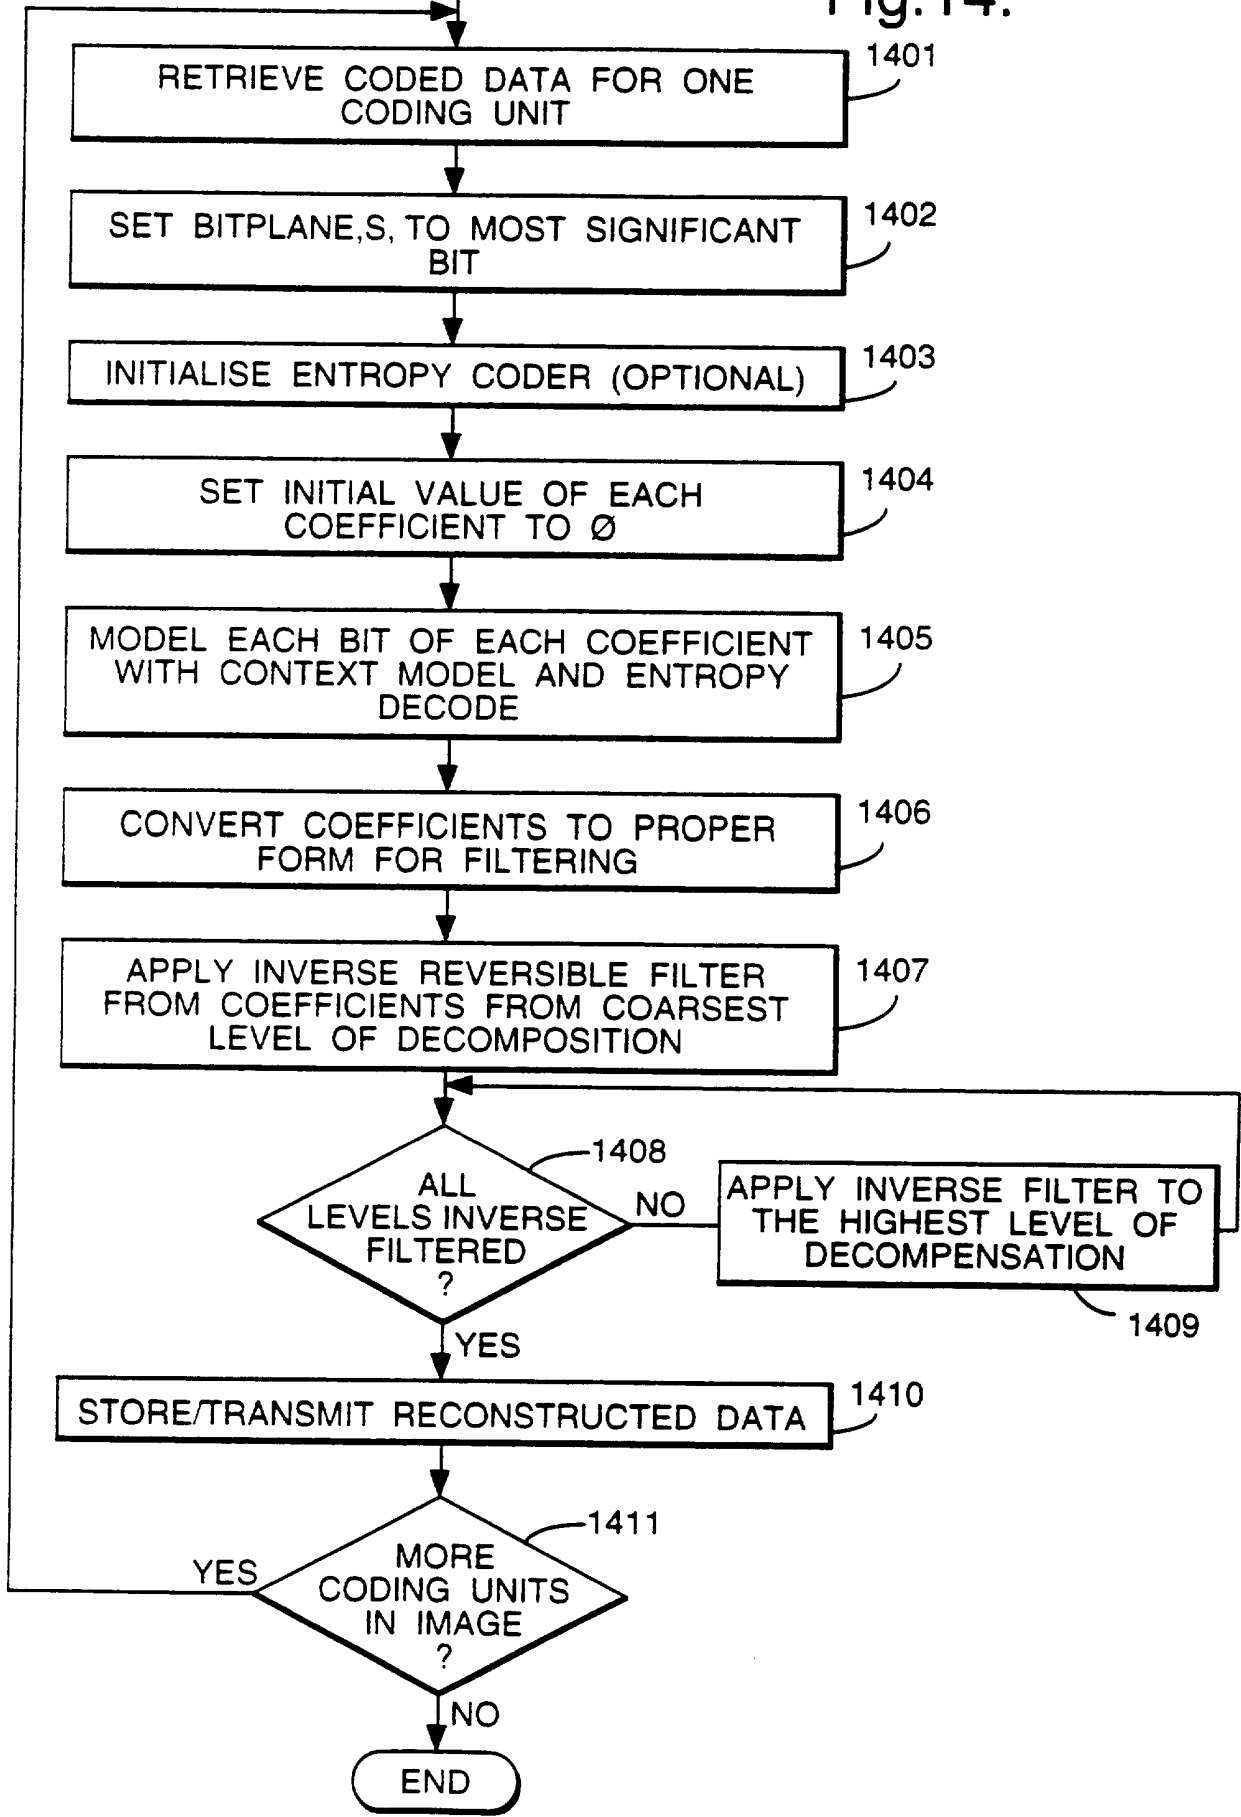 Fig.14.
1401
RETRIEVE CODED DATA FOR ONE
CODING UNIT
1402
SET BITPLANE,S, TO MOST SIGNIFICANT
BIT
1403
INITIALISE ENTROPY CODER (OPTIONAL)
1404
SET INITIAL VALUE OF EACH
COEFFICIENT TO Ø
1405
MODEL EACH BIT OF EACH COEFFICIENT
WITH CONTEXT MODEL AND ENTROPY
DECODE
1406
CONVERT COEFFICIENTS TO PROPER
FORM FOR FILTERING
1407
APPLY INVERSE REVERSIBLE FILTER
FROM COEFFICIENTS FROM COARSEST
LEVEL OF DECOMPOSITION
1408
ALL
LEVELS INVERSE
FILTERED
?
NO
APPLY INVERSE FILTER TO
THE HIGHEST LEVEL OF
DECOMPENSATION
1409
YES
1410
STORE/TRANSMIT RECONSTRUCTED DATA
1411
YES
MORE
CODING UNITS
IN IMAGE
?
NO
END